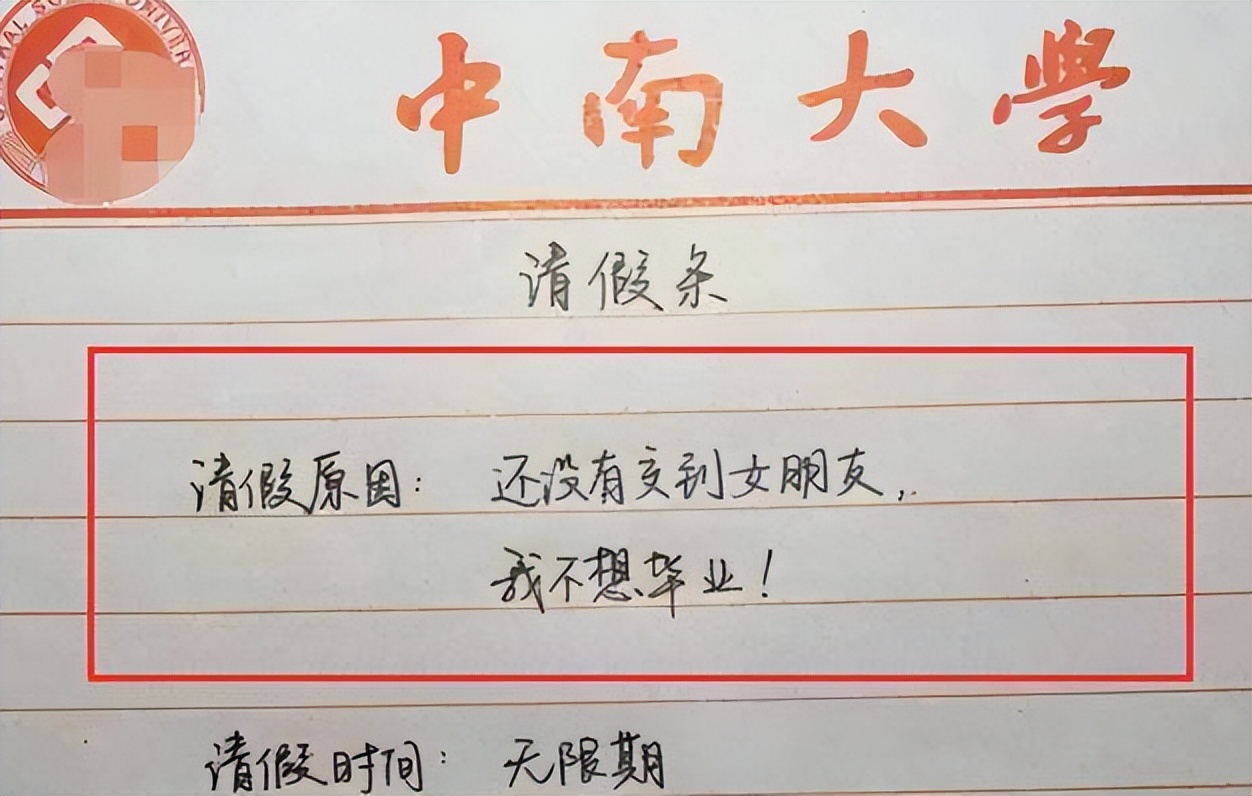 中南大學
请假条
请假原因：还没有交到女朋友，
我不想毕业！
请假时间：无限期